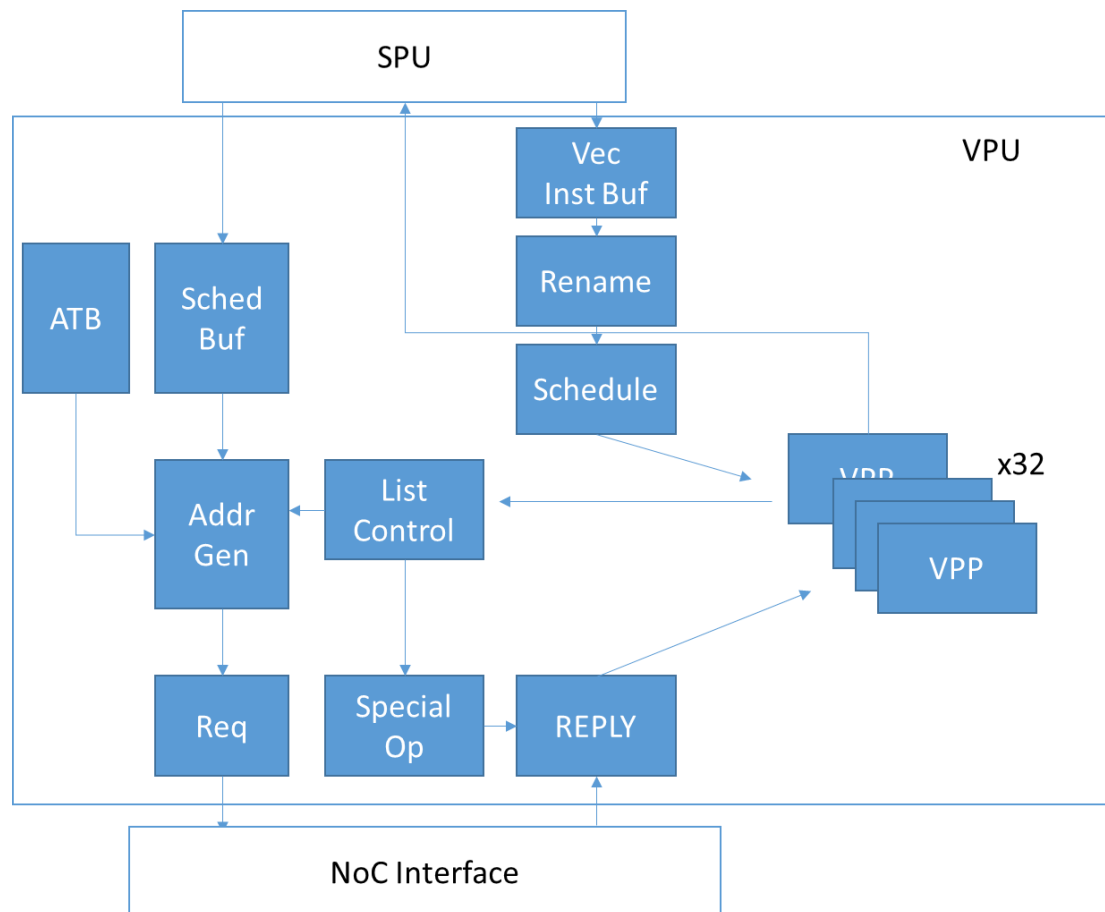 SPU
VPU
Vec
Inst Buf
Rename
ATB
Sched
Buf
Schedule
VPP
x32
VPP
List
Control
Addr
Gen
Req
Special
Op
REPLY
NoC Interface